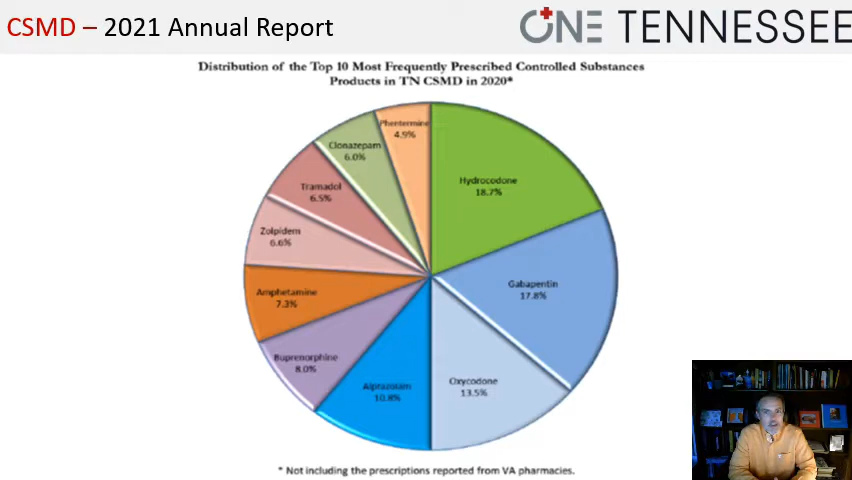 CSMD – 2021 Annual Report
ONE TENNESSEE
Distribution of the Top 10 Most Frequently Prescribed Controlled Substances
Products in TN CSMD in 2020*
Phentermine
4.9%
Clonazepam
6.0%
Hydrocodone
18.7%
Tramadol
6.5%
Zolpidem
6.6%
Gabapentin
17.8%
Amphetamine
7.3%
Buprenorphine
8.0%
Alprazolam
10.8%
Oxycodone
13.5%
* Not including the prescriptions reported from VA pharmacies.